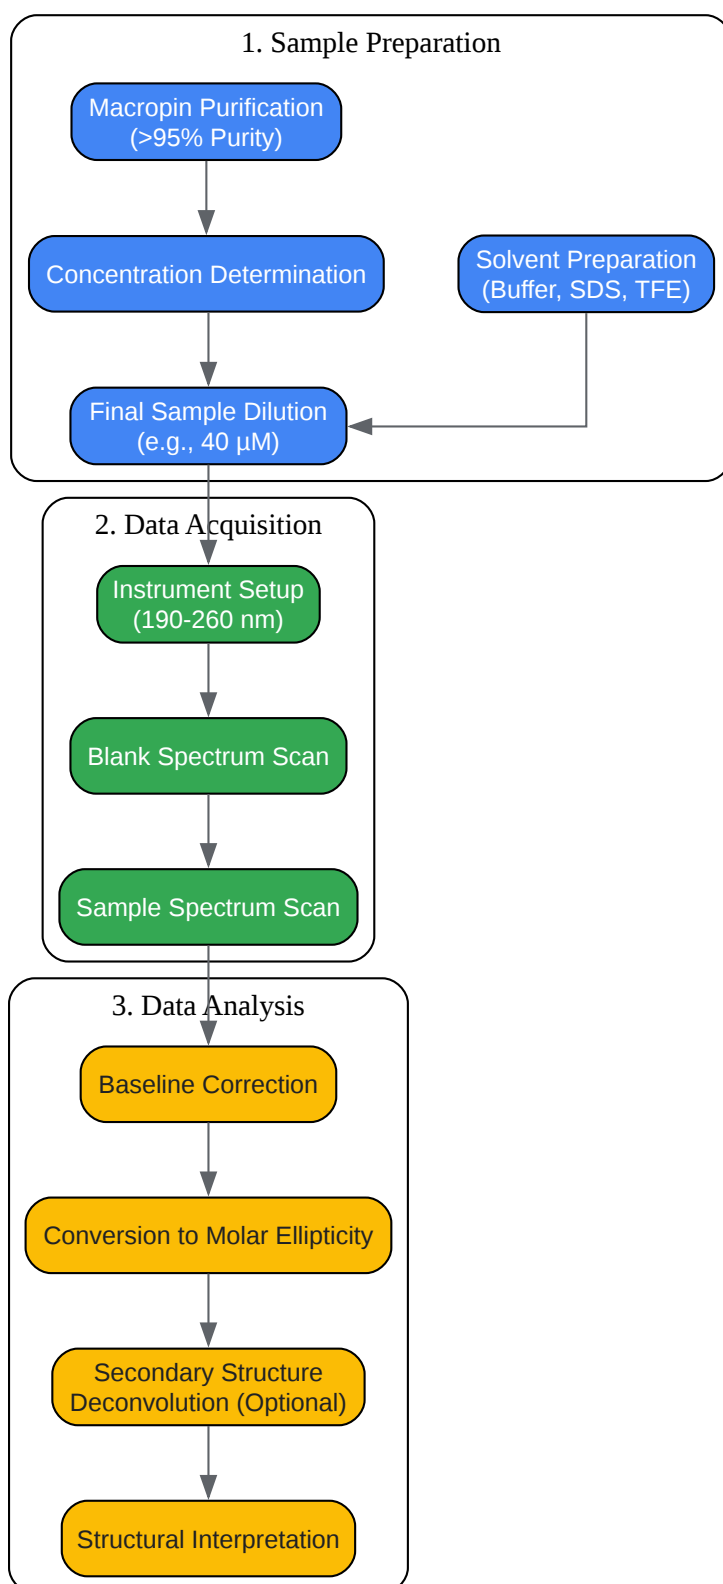 1. Sample Preparation
Macropin Purification
(>95% Purity)
Concentration Determination
Solvent Preparation
(Buffer, SDS, TFE)
Final Sample Dilution
(e.g., 40 µM)
2. Data Acquisition
Instrument Setup
(190-260 nm)
Blank Spectrum Scan
Sample Spectrum Scan
3. Data Analysis
Baseline Correction
Conversion to Molar Ellipticity
Secondary Structure
Deconvolution (Optional)
Structural Interpretation